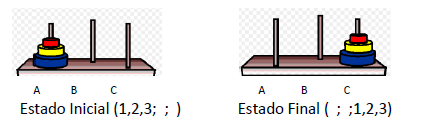 A B C
Estado Inicial (1,2,3; ; )
A B C
Estado Final ( ; ;1,2,3)